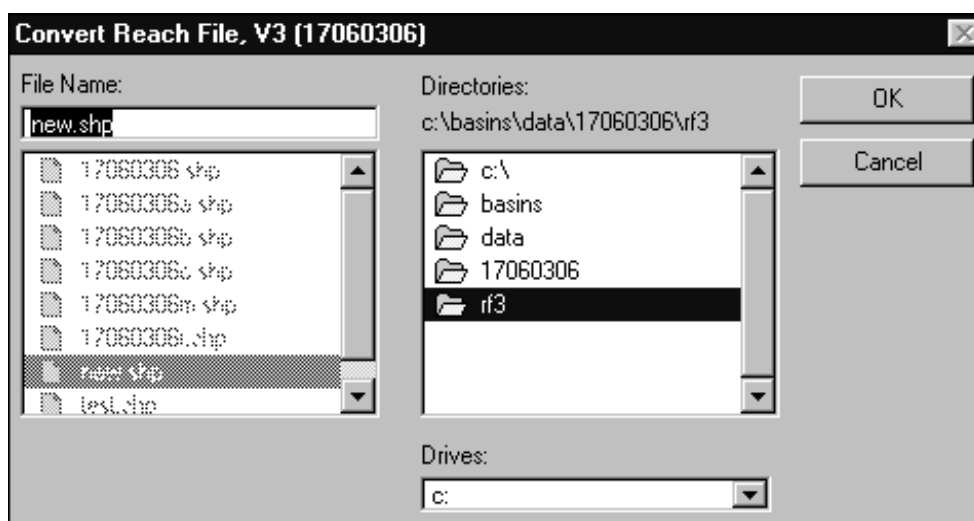 Convert Reach File, V3 (17060306)
File Name:
new.shp
17060306.shp
17060306a.shp
17060306b.shp
17060306c.shp
17060306m.shp
new.shp
test.shp
Directories:
c:\basins\data\17060306\rf3
c:\
basins
data
17060306
rf3
Drives:
c:
OK
Cancel